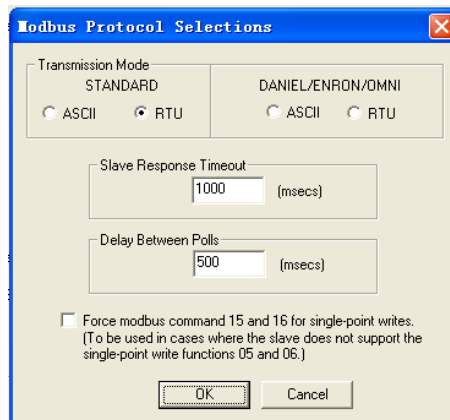 Modbus Protocol Selections
Transmission Mode
STANDARD
DANIEL/ENRON/OMNI
ASCII
RTU
ASCII
RTU
Slave Response Timeout
1000
(msecs)
Delay Between Polls
500
(msecs)
Force modbus command 15 and 16 for single-point writes.
(To be used in cases where the slave does not support the
single-point write functions 05 and 06.)
OK
Cancel